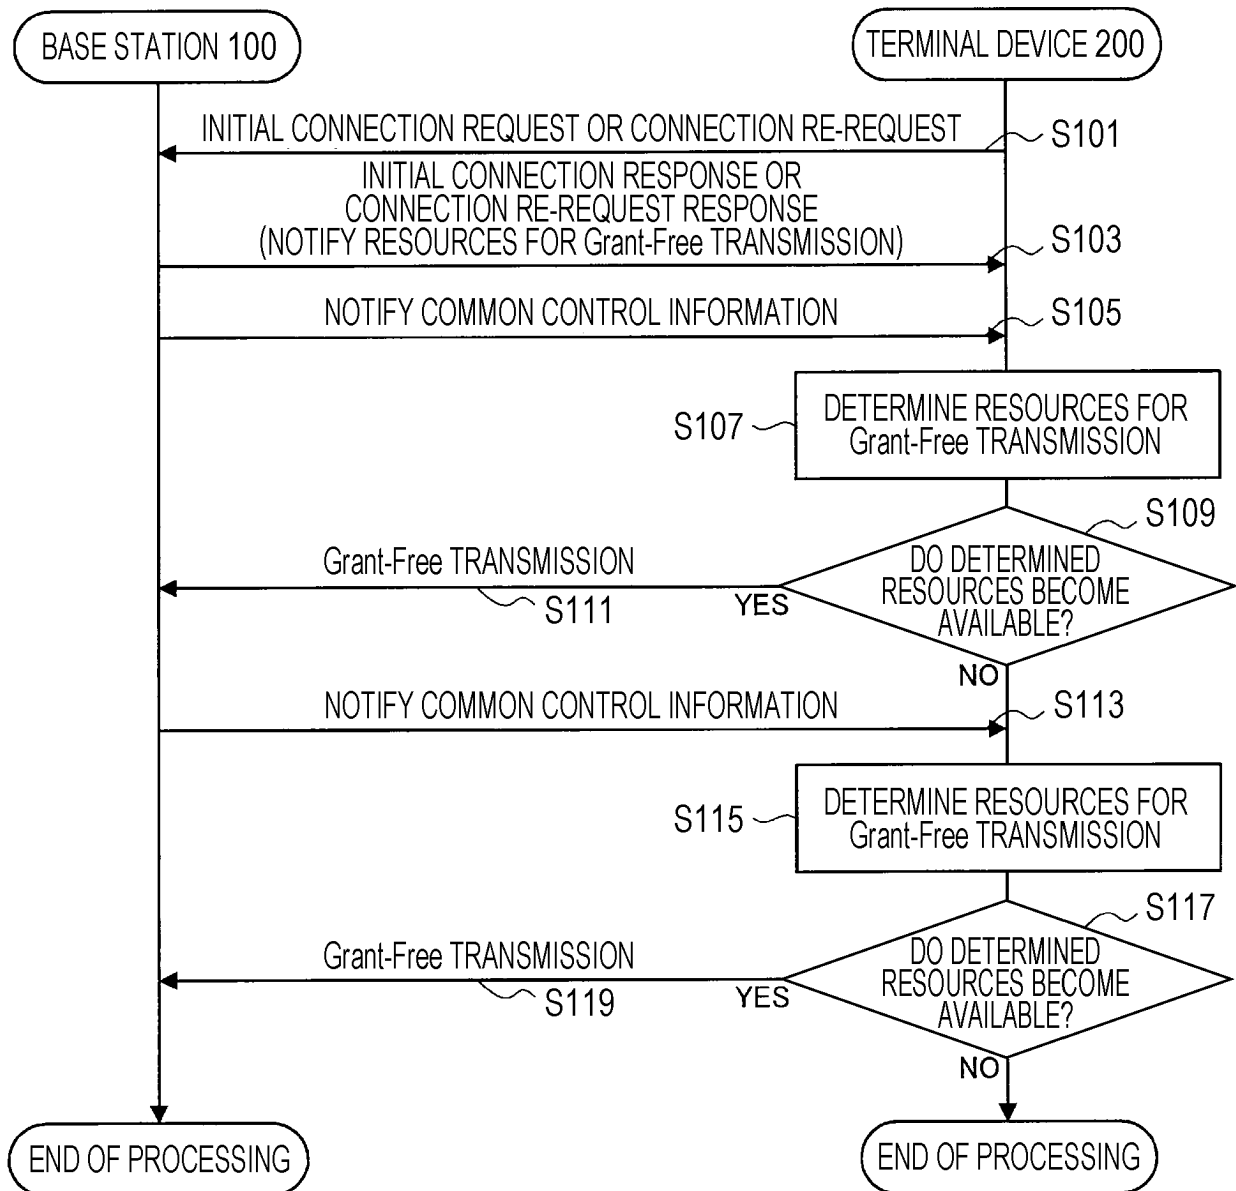 BASE STATION 100
TERMINAL DEVICE 200
INITIAL CONNECTION REQUEST OR CONNECTION RE-REQUEST
S101
INITIAL CONNECTION RESPONSE OR
CONNECTION RE-REQUEST RESPONSE
(NOTIFY RESOURCES FOR Grant-Free TRANSMISSION)
S103
NOTIFY COMMON CONTROL INFORMATION
S105
S107
DETERMINE RESOURCES FOR
Grant-Free TRANSMISSION
S109
DO DETERMINED
RESOURCES BECOME
AVAILABLE?
Grant-Free TRANSMISSION
S111
YES
NO
NOTIFY COMMON CONTROL INFORMATION
S113
S115
DETERMINE RESOURCES FOR
Grant-Free TRANSMISSION
S117
DO DETERMINED
RESOURCES BECOME
AVAILABLE?
Grant-Free TRANSMISSION
S119
YES
NO
END OF PROCESSING
END OF PROCESSING